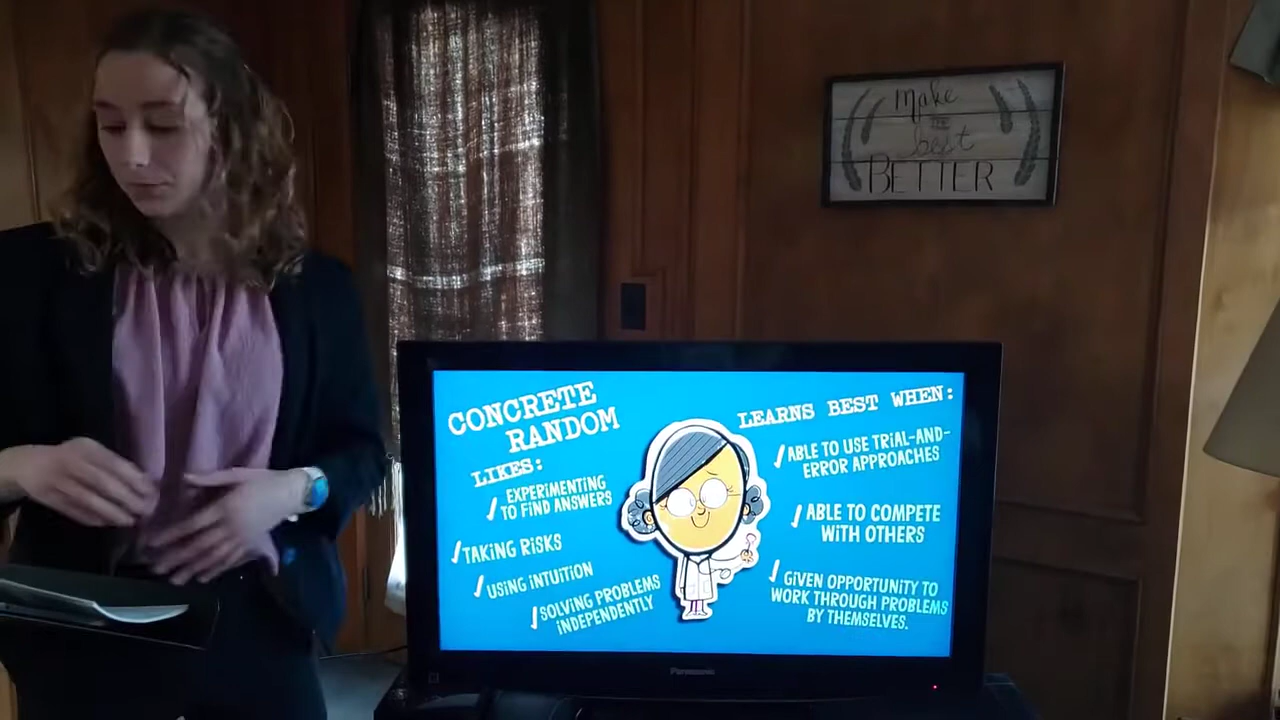 make
THE
best
BETTER
CONCRETE
RANDOM
LIKES:
EXPERIMENTING
TO FIND ANSWERS
TAKING RISKS
USING INTUITION
SOLVING PROBLEMS
INDEPENDENTLY
LEARNS BEST WHEN:
ABLE TO USE TRIAL-AND-
ERROR APPROACHES
ABLE TO COMPETE
WITH OTHERS
GIVEN OPPORTUNITY TO
WORK THROUGH PROBLEMS
BY THEMSELVES.
Panasonic